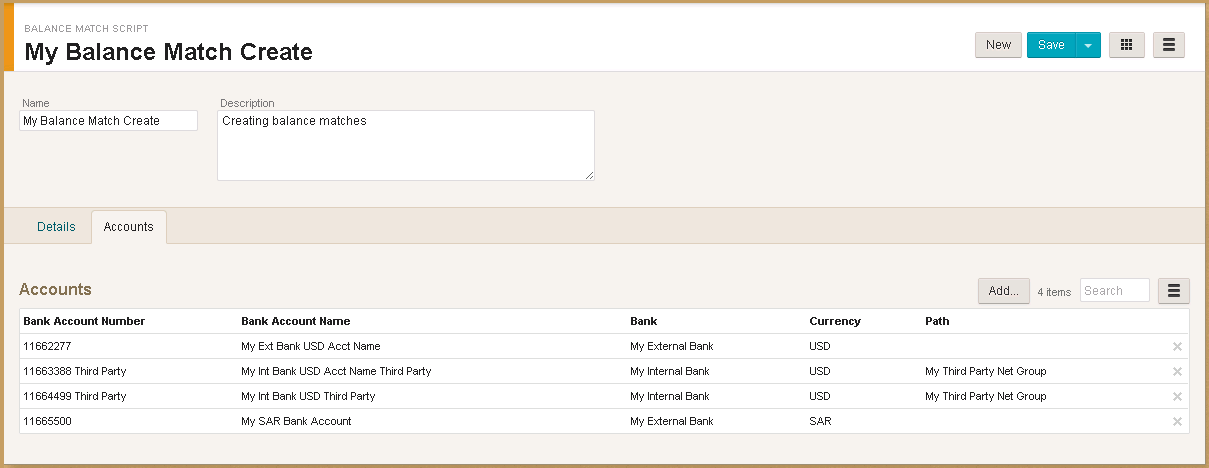 BALANCE MATCH SCRIPT
My Balance Match Create
New Save
Name Description
My Balance Match Create Creating balance matches
Details Accounts
Accounts Add... 4 items Search
Bank Account Number Bank Account Name Bank Currency Path
11662277 My Ext Bank USD Acct Name My External Bank USD
11663388 Third Party My Int Bank USD Acct Name Third Party My Internal Bank USD My Third Party Net Group
11664499 Third Party My Int Bank USD Third Party My Internal Bank USD My Third Party Net Group
11665500 My SAR Bank Account My External Bank SAR